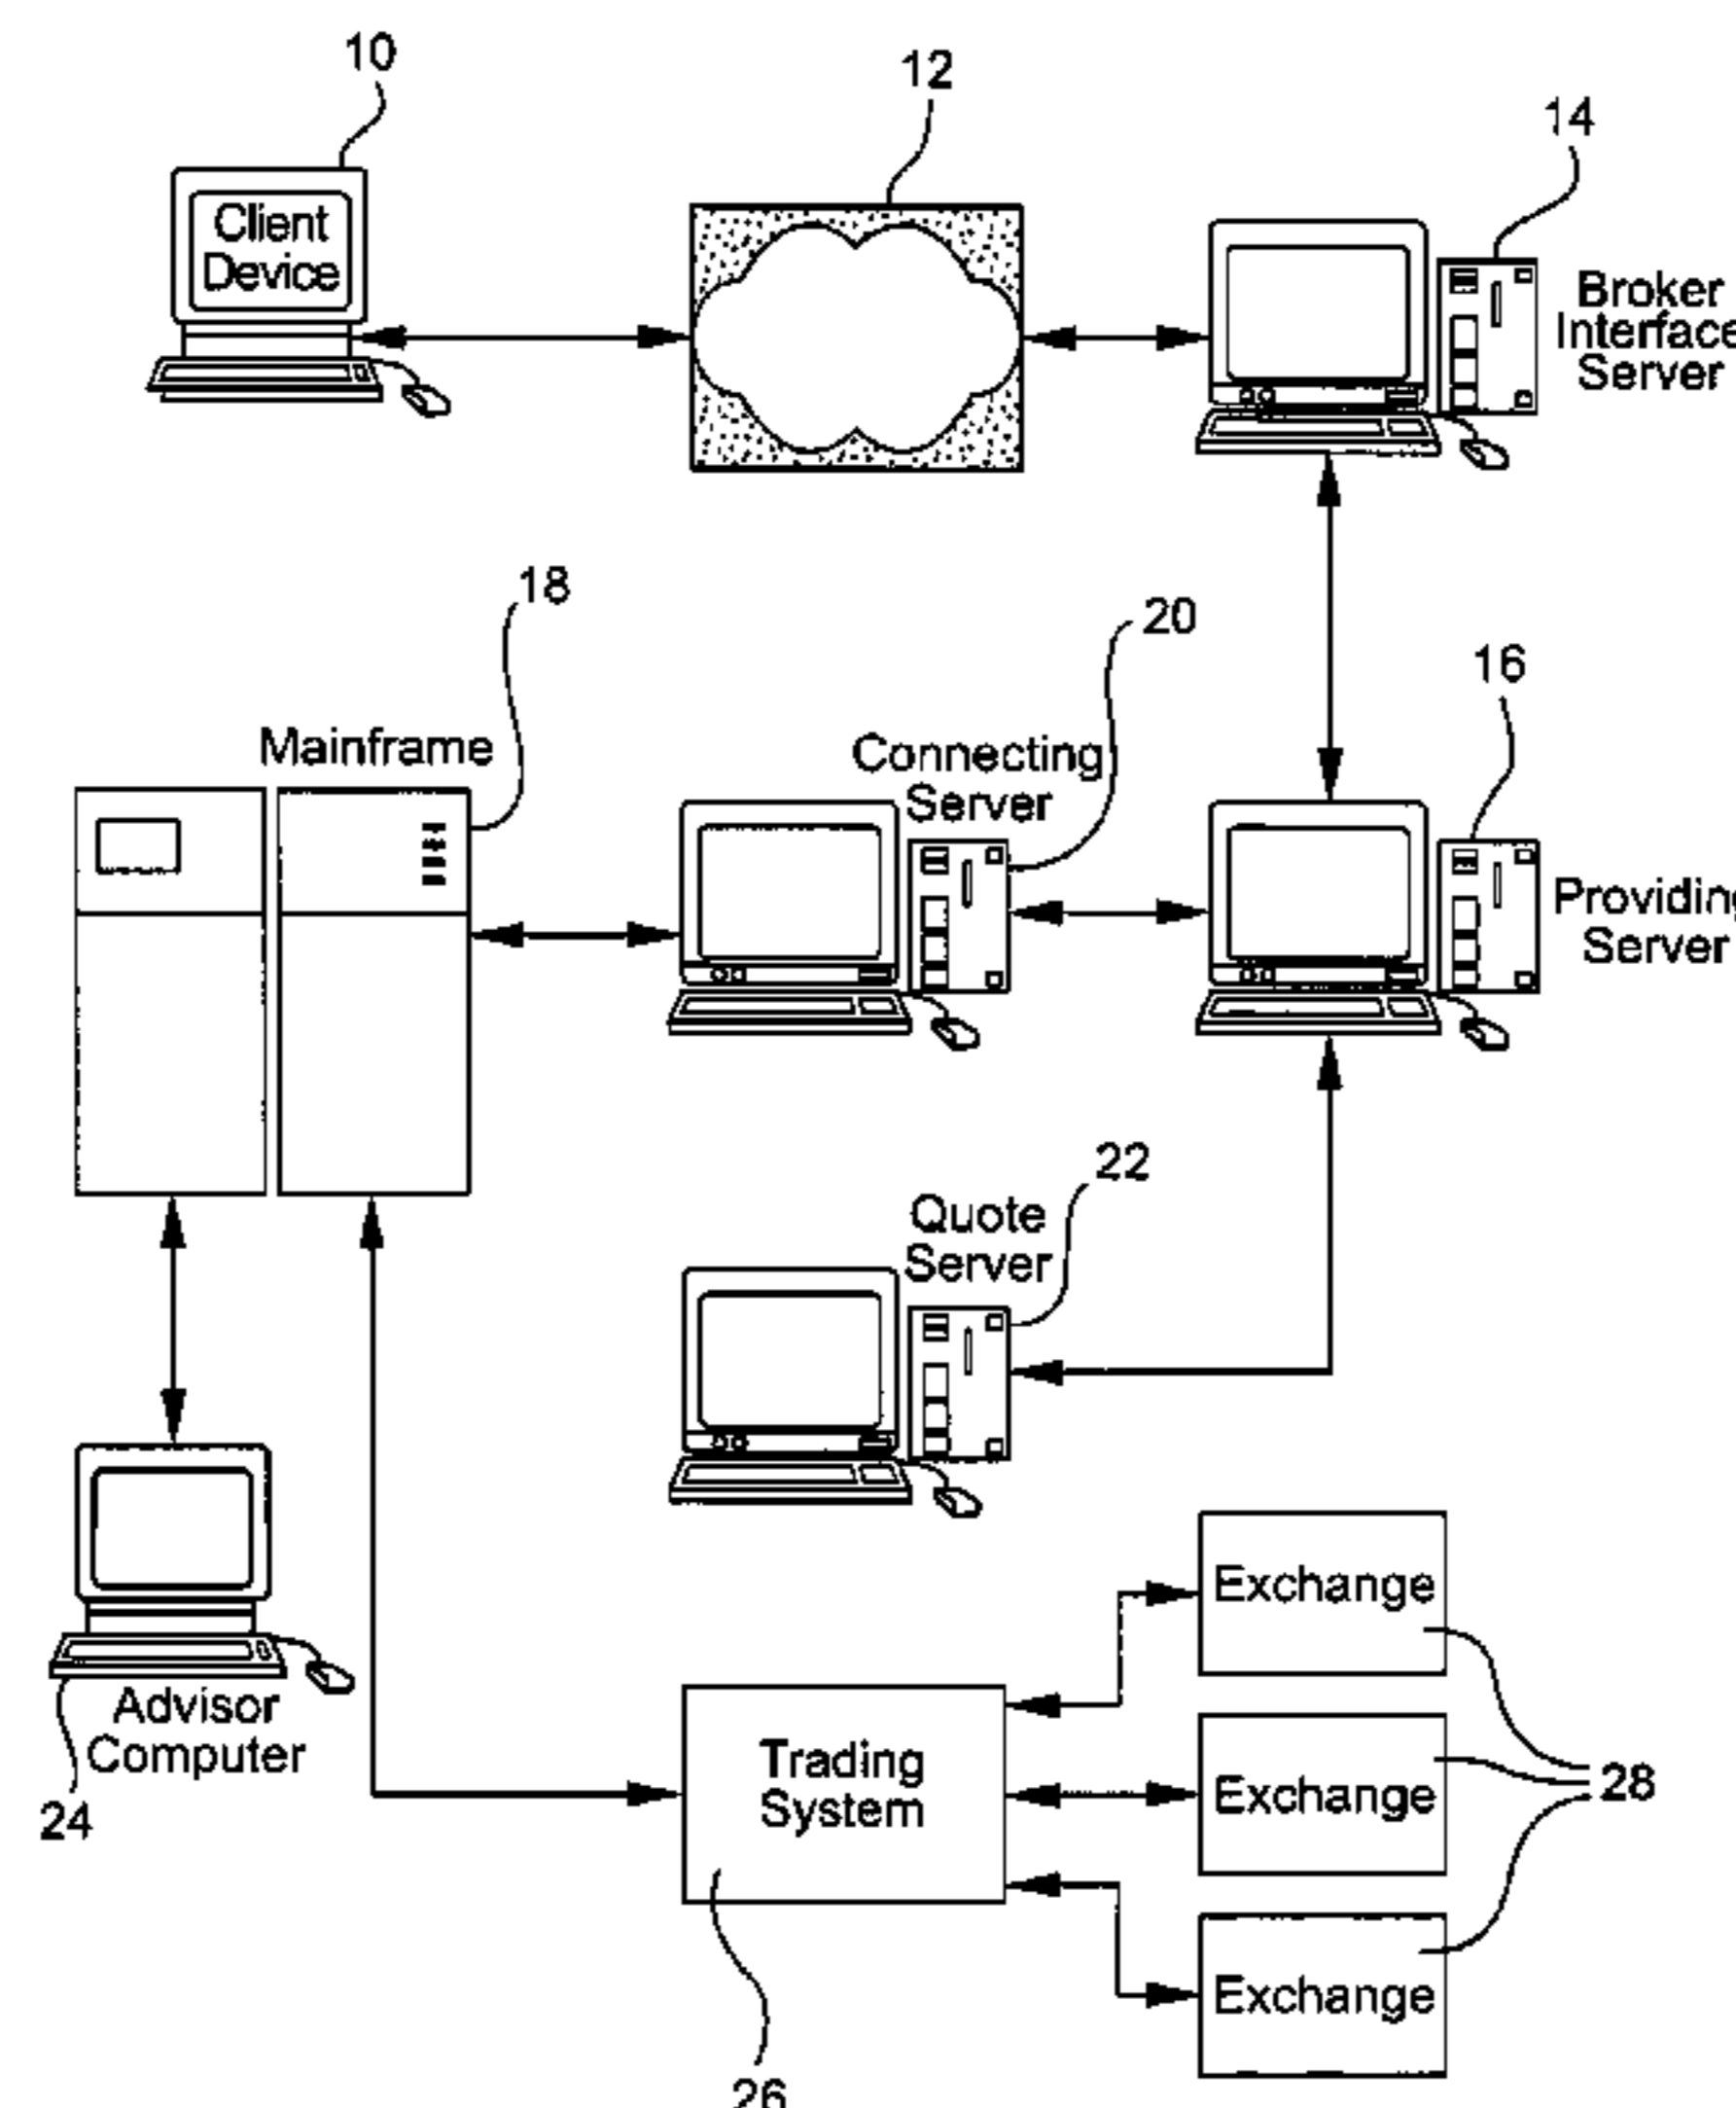 10
12
14
Client
Device
Broker
Interface
Server
18
20
16
Mainframe
Connecting
Server
Providing
Server
22
Quote
Server
Advisor
Computer
24
Trading
System
26
Exchange
Exchange
Exchange
28